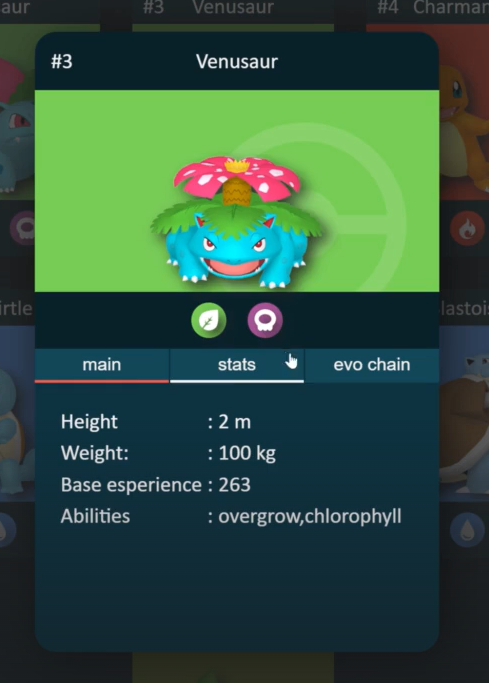 aur
#3 Venusaur
#4 Charman
#3 Venusaur
main stats evo chain
Height : 2 m
Weight: : 100 kg
Base esperience : 263
Abilities : overgrow,chlorophyll
irtle
lastoi